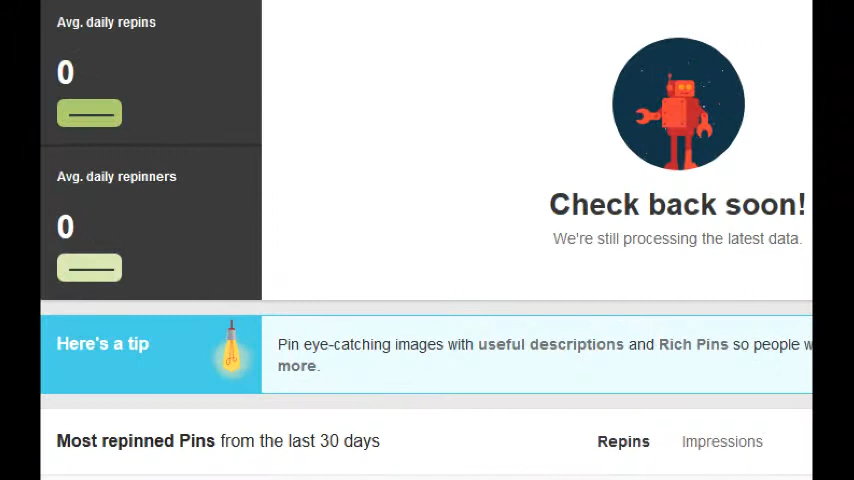 Avg. daily repins
0
Avg. daily repinners
0
Check back soon!
We're still processing the latest data.
Here's a tip
Pin eye-catching images with useful descriptions and Rich Pins so people
more.
Most repinned Pins from the last 30 days
Repins Impressions